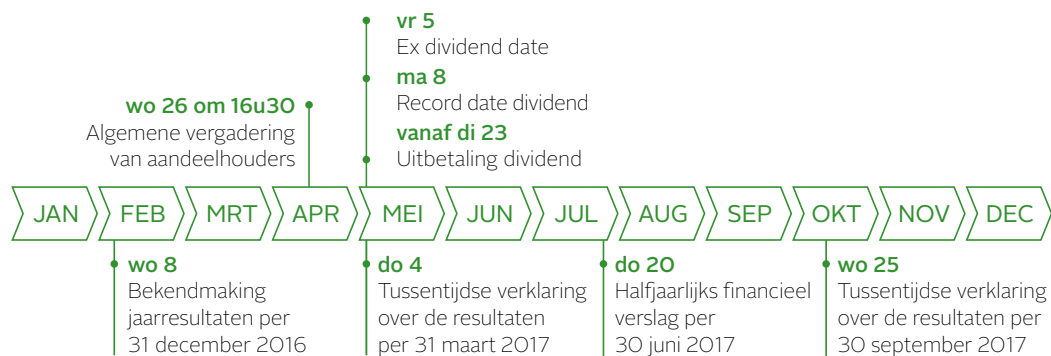 vr 5
Ex dividend date
ma 8
Record date dividend
wo 26 om 16u30
Algemene vergadering
van aandeelhouders
vanaf di 23
Uitbetaling dividend
JAN
FEB
MRT
APR
MEI
JUN
JUL
AUG
SEP
OKT
NOV
DEC
wo 8
Bekendmaking
jaarresultaten per
31 december 2016
do 4
Tussentijdse verklaring
over de resultaten
per 31 maart 2017
do 20
Halfjaarlijks financieel
verslag per
30 juni 2017
wo 25
Tussentijdse verklaring
over de resultaten per
30 september 2017